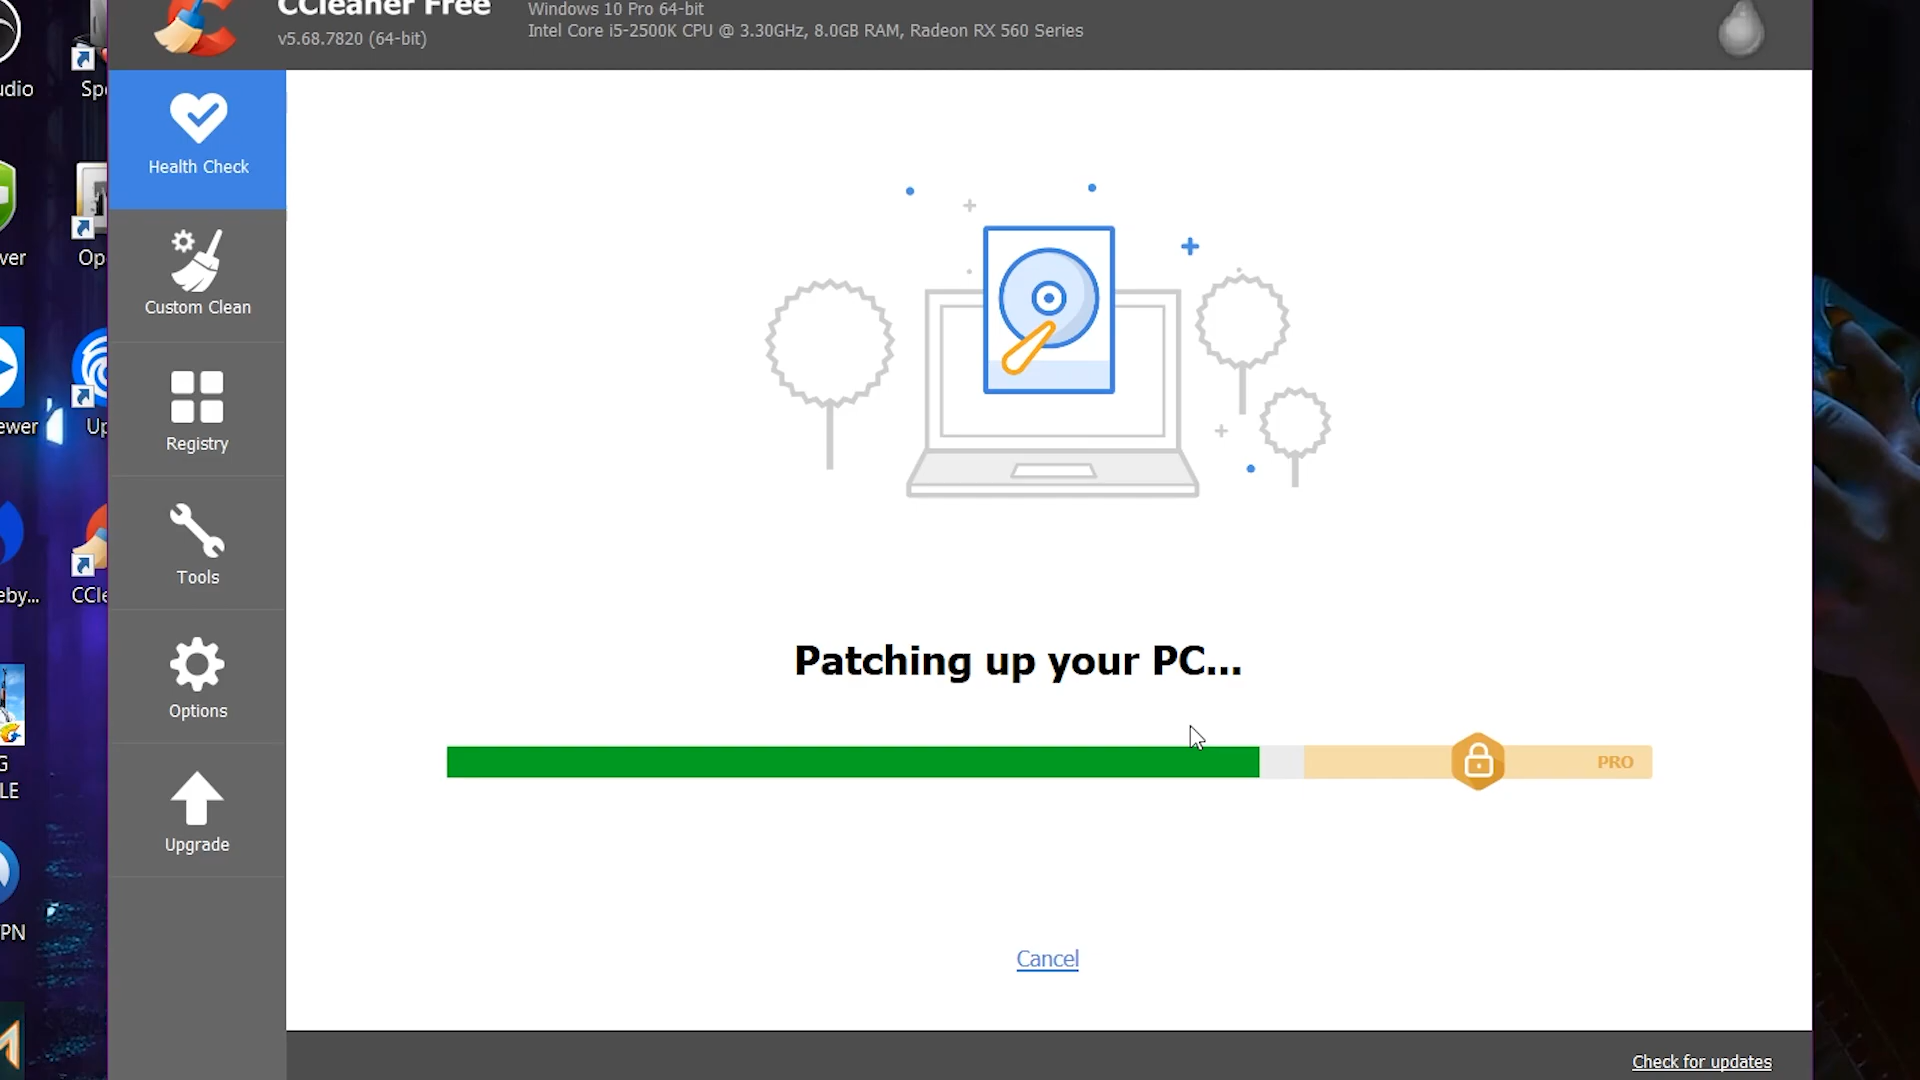 CCleaner Free
v5.68.7820 (64-bit)
Windows 10 Pro 64-bit
Intel Core i5-2500K CPU @ 3.30GHz, 8.0GB RAM, Radeon RX 560 Series
Health Check
Custom Clean
Registry
Tools
Options
Upgrade
Patching up your PC...
PRO
Cancel
Check for updates
udio
Spe
ver
Op
ewer
Up
eby...
CCle
G
LE
PN